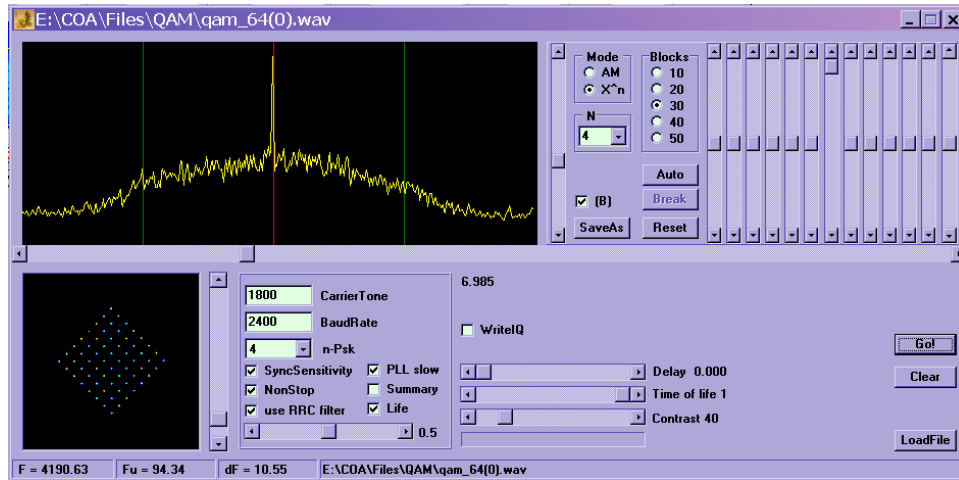 E:\COA\Files\QAM\qam_64(0).wav
Mode
AM
X^n
N
4
Blocks
10
20
30
40
50
Auto
(B)
Break
SaveAs
Reset
1800 CarrierTone
2400 BaudRate
4 n-Psk
SyncSensitivity PLL slow
NonStop Summary
use RRC filter Life
0.5
6.985
WriteIQ
Delay 0.000
Time of life 1
Contrast 40
Go!
Clear
LoadFile
F = 4190.63 Fu = 94.34 dF = 10.55 E:\COA\Files\QAM\qam_64(0).wav